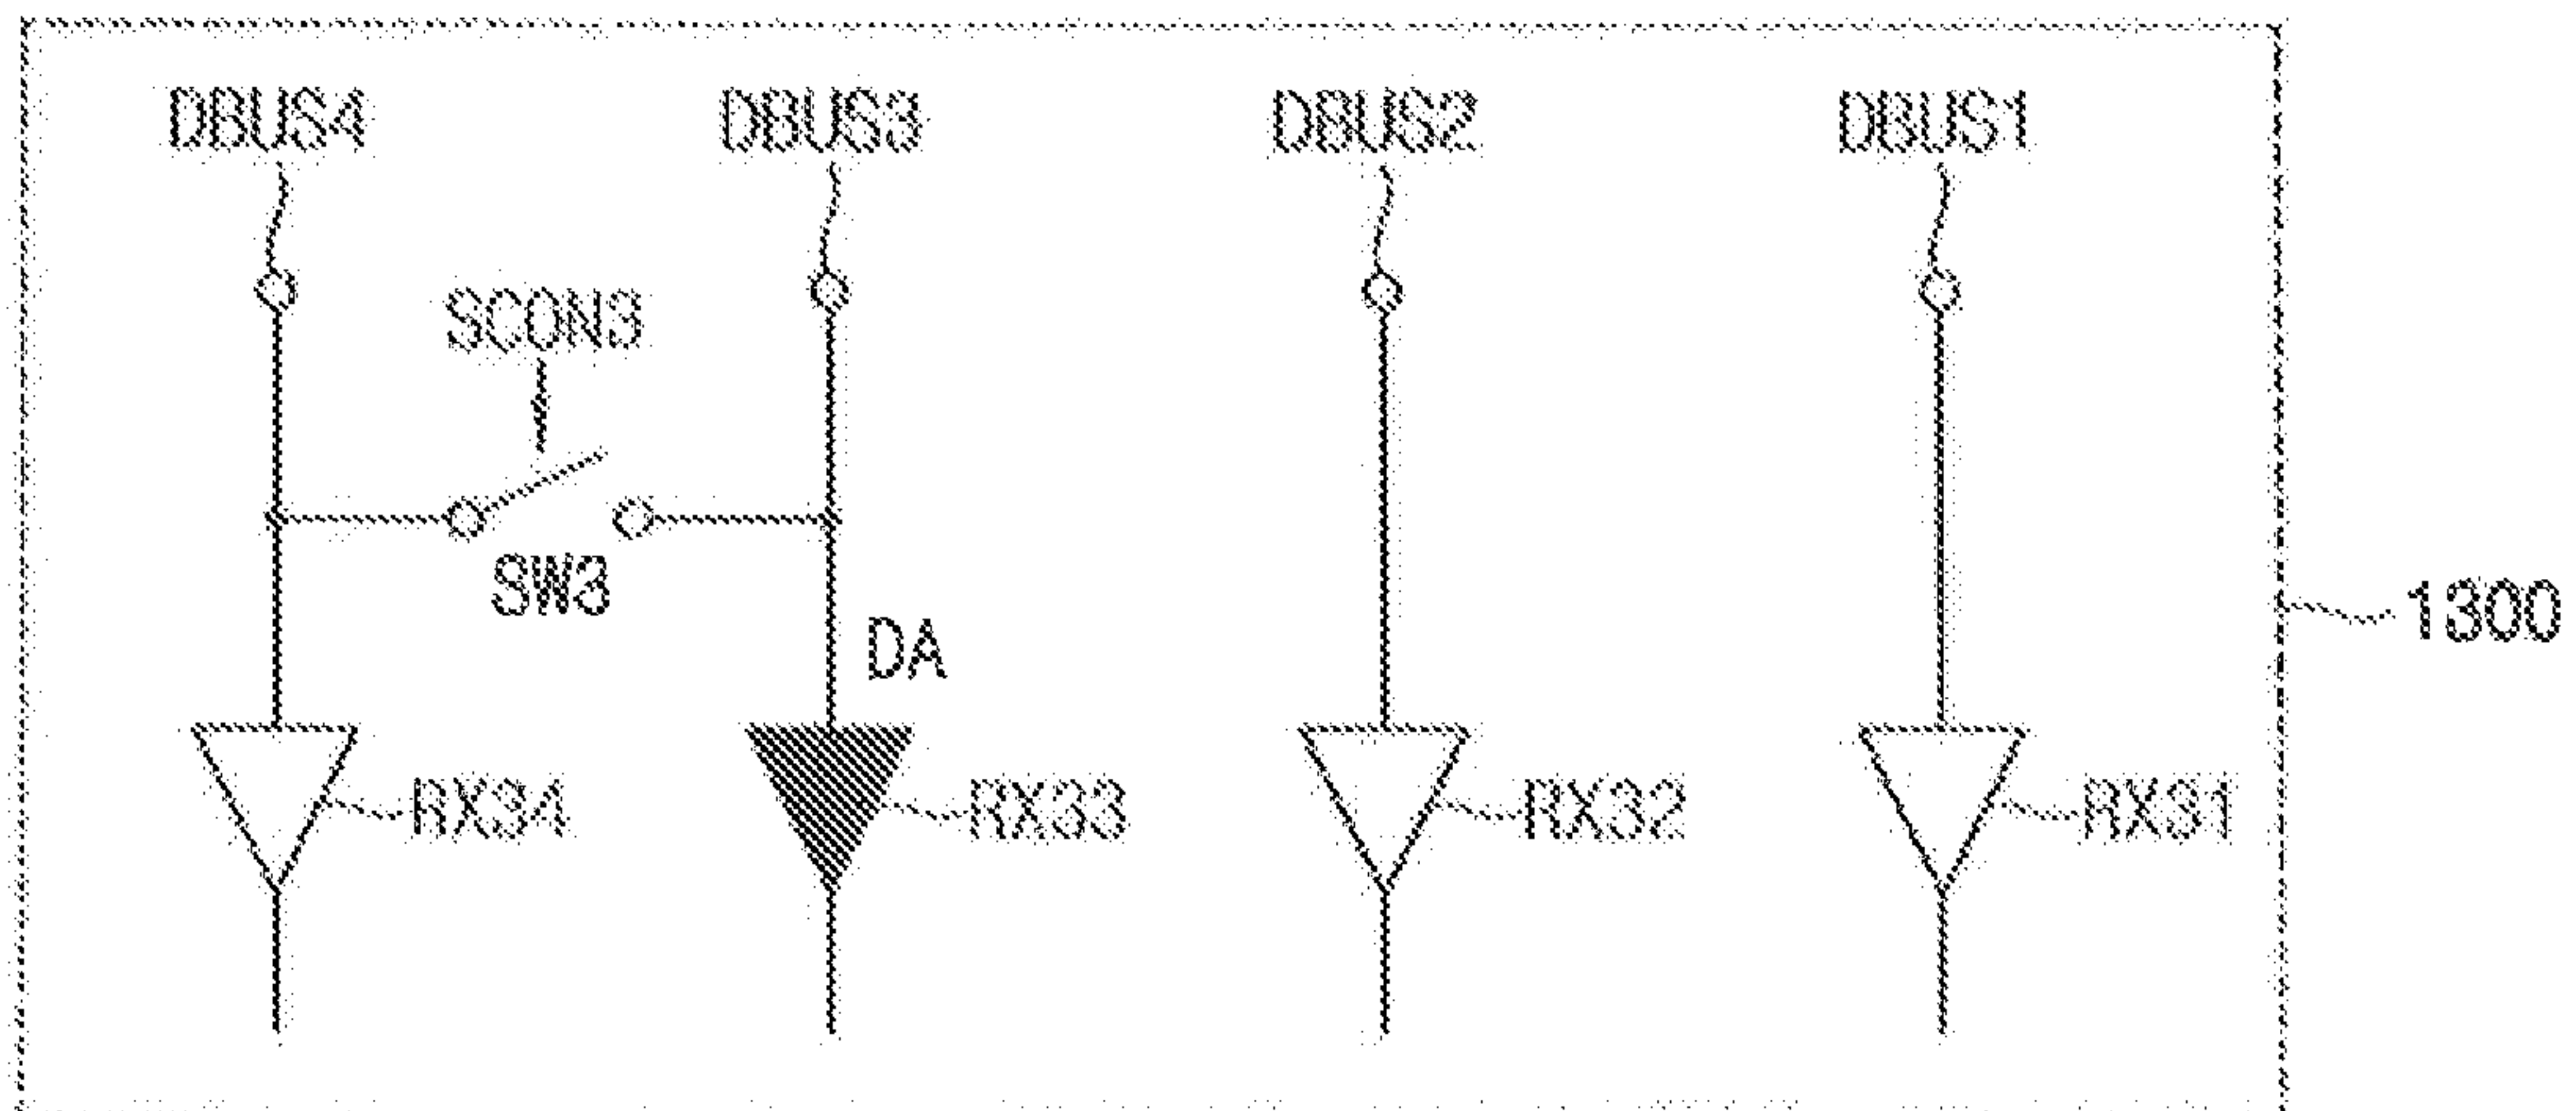 DBUS4 DBUS3 DBUS2 DBUS1
SCON3
SW3
1300
DA
RX34 RX33 RX32 RX31